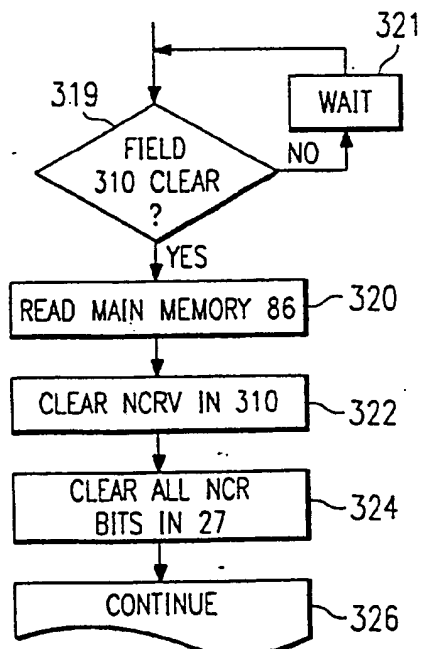 321
WAIT
319
FIELD
310 CLEAR
?
NO
YES
READ MAIN MEMORY 86
320
CLEAR NCRV IN 310
322
CLEAR ALL NCR
BITS IN 27
324
CONTINUE
326